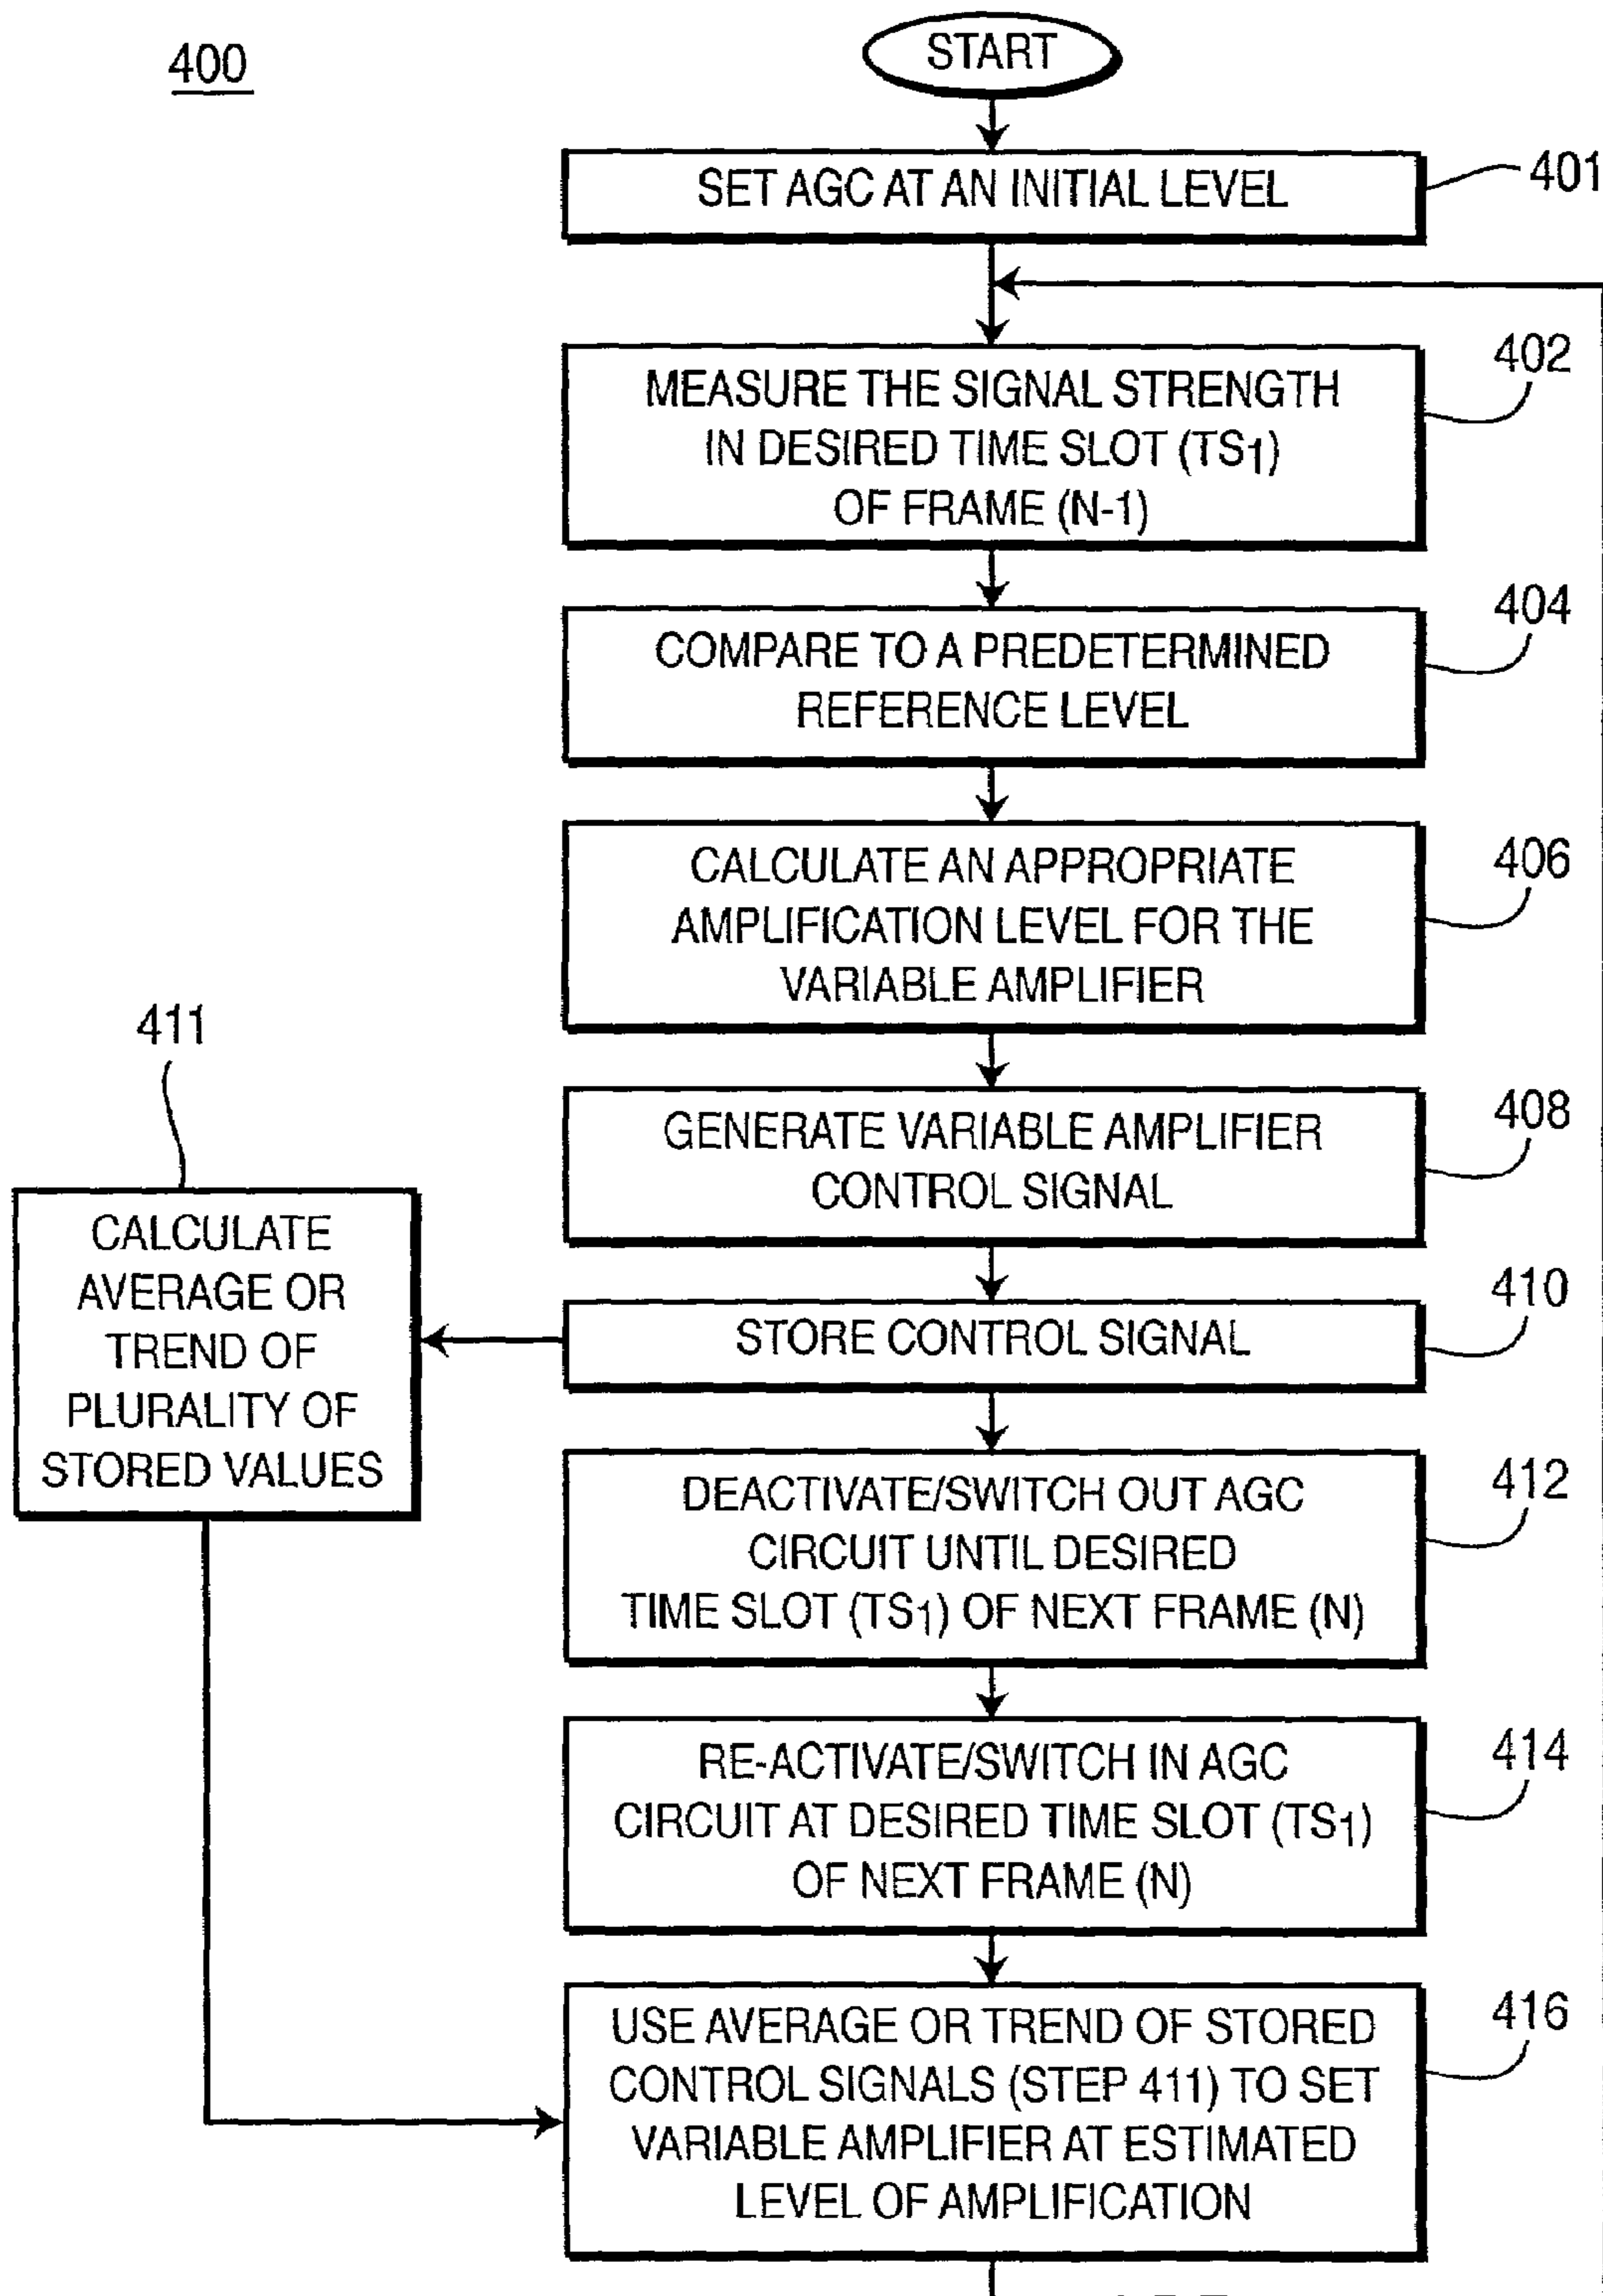 400
START
SET AGC AT AN INITIAL LEVEL
401
MEASURE THE SIGNAL STRENGTH
IN DESIRED TIME SLOT (TS1)
OF FRAME (N-1)
402
COMPARE TO A PREDETERMINED
REFERENCE LEVEL
404
CALCULATE AN APPROPRIATE
AMPLIFICATION LEVEL FOR THE
VARIABLE AMPLIFIER
406
GENERATE VARIABLE AMPLIFIER
CONTROL SIGNAL
408
STORE CONTROL SIGNAL
410
411
CALCULATE
AVERAGE OR
TREND OF
PLURALITY OF
STORED VALUES
DEACTIVATE/SWITCH OUT AGC
CIRCUIT UNTIL DESIRED
TIME SLOT (TS1) OF NEXT FRAME (N)
412
RE-ACTIVATE/SWITCH IN AGC
CIRCUIT AT DESIRED TIME SLOT (TS1)
OF NEXT FRAME (N)
414
USE AVERAGE OR TREND OF STORED
CONTROL SIGNALS (STEP 411) TO SET
VARIABLE AMPLIFIER AT ESTIMATED
LEVEL OF AMPLIFICATION
416